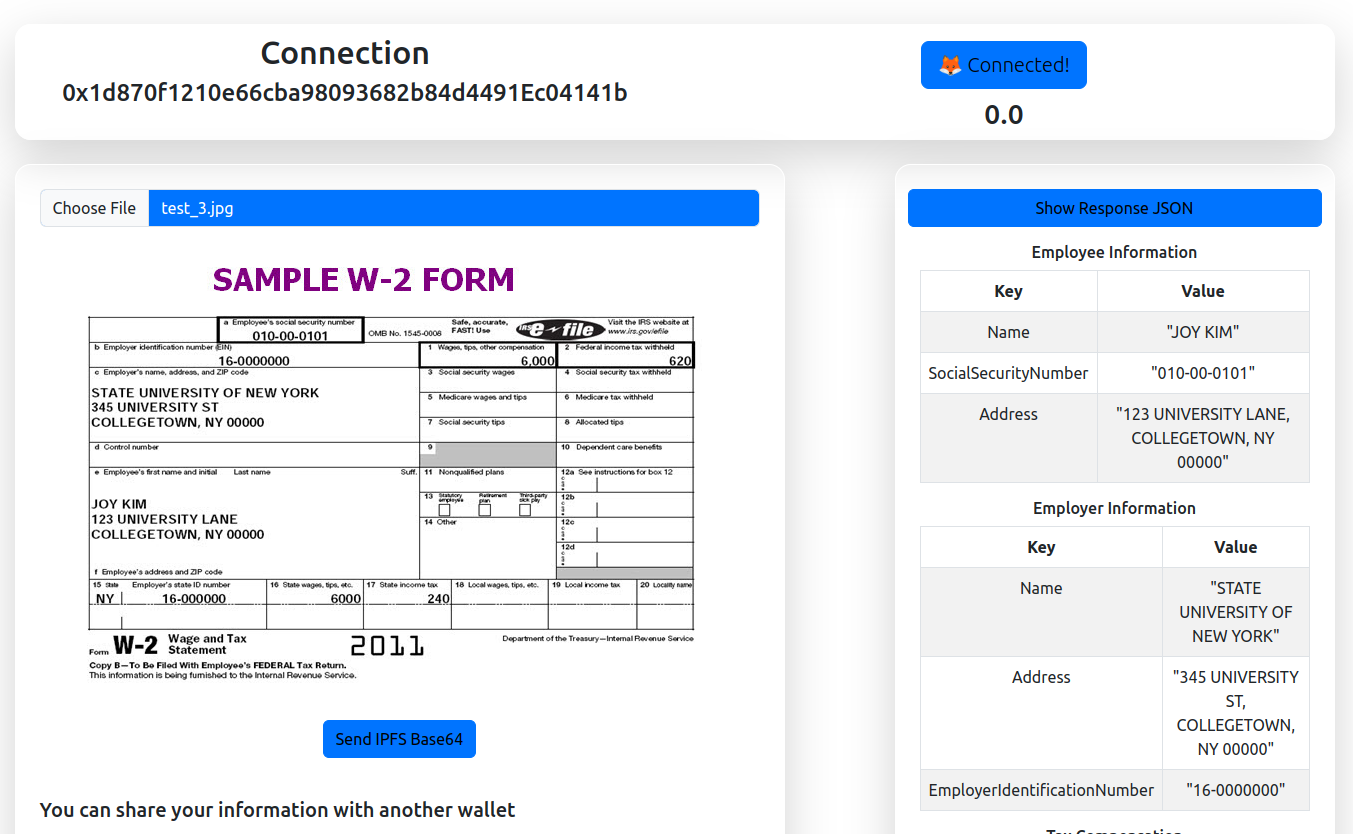 Connection
0x1d870f1210e66cba98093682b84d4491Ec04141b
Connected!
0.0
Choose File test_3.jpg
SAMPLE W-2 FORM
a Employee's social security number
010-00-0101
OMB No. 1545-0008
Safe, accurate,
FAST! Use
IRS e-file
Visit the IRS website at
www.irs.gov/efile
b Employer identification number (EIN)
16-0000000
1 Wages, tips, other compensation
6,000
2 Federal income tax withheld
620
c Employer's name, address, and ZIP code
STATE UNIVERSITY OF NEW YORK
345 UNIVERSITY ST
COLLEGETOWN, NY 00000
3 Social security wages
4 Social security tax withheld
5 Medicare wages and tips
6 Medicare tax withheld
7 Social security tips
8 Allocated tips
d Control number
9
10 Dependent care benefits
e Employee's first name and initial Last name Suff.
JOY KIM
123 UNIVERSITY LANE
COLLEGETOWN, NY 00000
f Employee's address and ZIP code
11 Nonqualified plans
12a See instructions for box 12
13 Statutory employee Retirement plan Third-party sick pay
12b
14 Other
12c
12d
15 State Employer's state ID number
NY 16-000000
16 State wages, tips, etc.
6000
17 State income tax
240
18 Local wages, tips, etc.
19 Local income tax
20 Locality name
Form W-2 Wage and Tax
Statement
2011
Department of the Treasury—Internal Revenue Service
Copy B—To Be Filed With Employee's FEDERAL Tax Return.
This information is being furnished to the Internal Revenue Service.
Send IPFS Base64
You can share your information with another wallet
Show Response JSON
Employee Information
Key Value
Name "JOY KIM"
SocialSecurityNumber "010-00-0101"
Address "123 UNIVERSITY LANE,
COLLEGETOWN, NY
00000"
Employer Information
Key Value
Name "STATE
UNIVERSITY OF
NEW YORK"
Address "345 UNIVERSITY
ST,
COLLEGETOWN,
NY 00000"
EmployerIdentificationNumber "16-0000000"